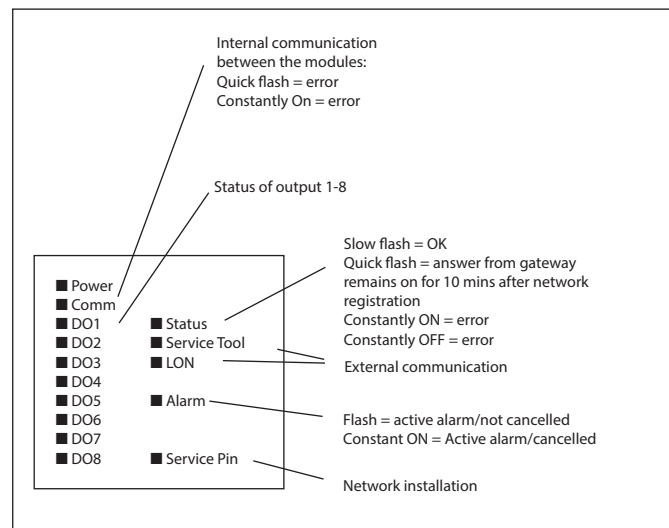 Internal communication
between the modules:
Quick flash = error
Constantly On = error
Status of output 1-8
Slow flash = OK
Quick flash = answer from gateway
remains on for 10 mins after network
registration
Constantly ON = error
Constantly OFF = error
External communication
Flash = active alarm/not cancelled
Constant ON = Active alarm/cancelled
Network installation
Power
Comm
DO1
DO2
DO3
DO4
DO5
DO6
DO7
DO8
Status
Service Tool
LON
Alarm
Service Pin